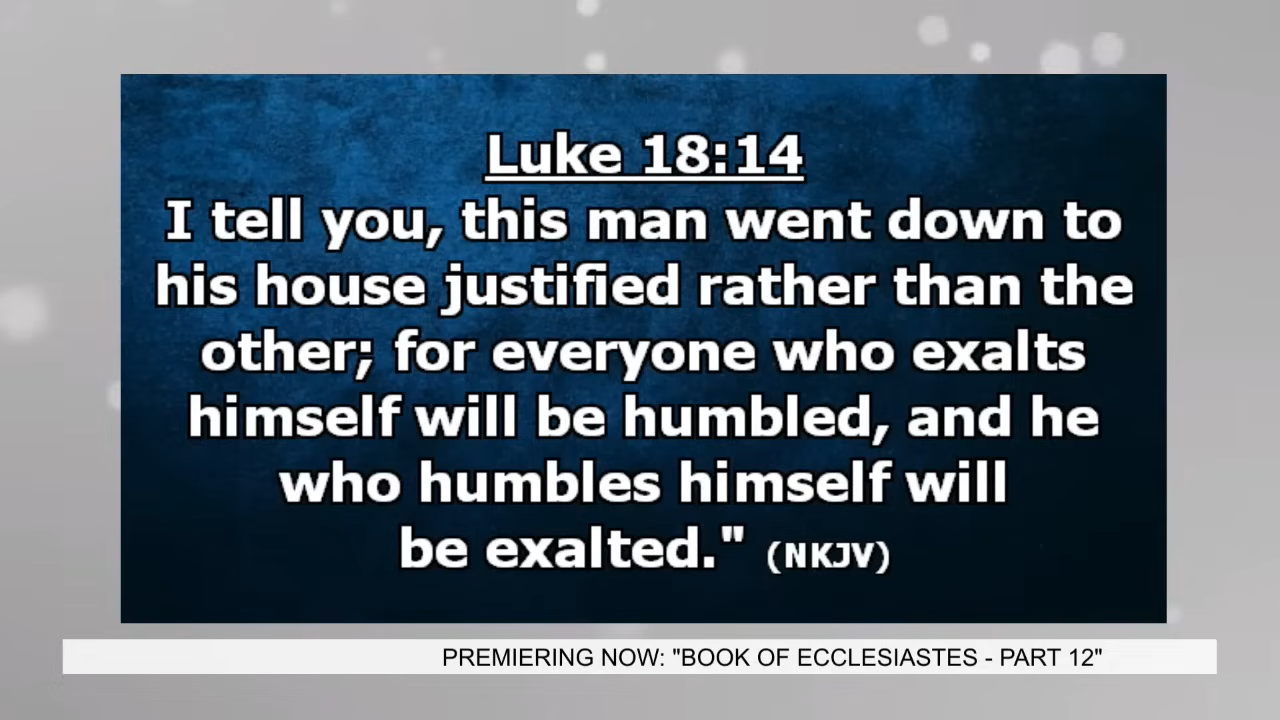 Luke 18:14
I tell you, this man went down to
his house justified rather than the
other; for everyone who exalts
himself will be humbled, and he
who humbles himself will
be exalted." (NKJV)
PREMIERING NOW: "BOOK OF ECCLESIASTES - PART 12"